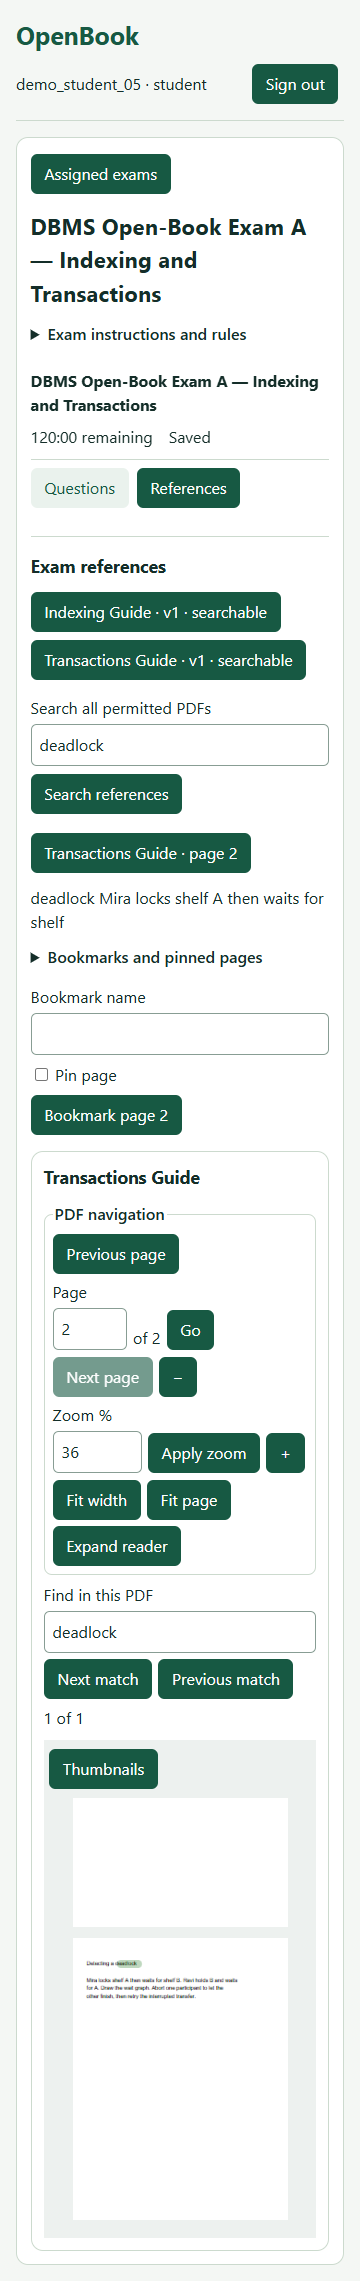 OpenBook
demo_student_05 · student
Sign out
Assigned exams
DBMS Open-Book Exam A
— Indexing and
Transactions
Exam instructions and rules
DBMS Open-Book Exam A — Indexing
and Transactions
120:00 remaining Saved
Questions References
Exam references
Indexing Guide · v1 · searchable
Transactions Guide · v1 · searchable
Search all permitted PDFs
deadlock
Search references
Transactions Guide · page 2
deadlock Mira locks shelf A then waits for
shelf
Bookmarks and pinned pages
Bookmark name
Pin page
Bookmark page 2
Transactions Guide
PDF navigation
Previous page
Page
2 of 2 Go
Next page −
Zoom %
36 Apply zoom +
Fit width Fit page
Expand reader
Find in this PDF
deadlock
Next match Previous match
1 of 1
Thumbnails
Detecting a deadlock
Mira locks shelf A then waits for shelf B. Ravi holds B and waits
for A. Draw the wait graph. Abort one participant to let the
other finish, then retry the interrupted transfer.